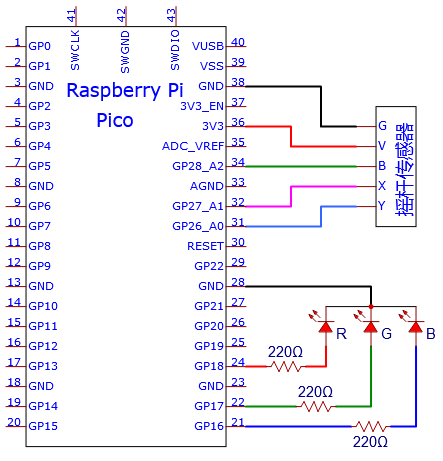 41 42 43
SWCLK SWGND SWDIO
Raspberry Pi
Pico
1 GP0 VUSB 40
2 GP1 VSS 39
3 GND GND 38
4 GP2 3V3_EN 37
5 GP3 3V3 36
6 GP4 ADC_VREF 35
7 GP5 GP28_A2 34
8 GND AGND 33
9 GP6 GP27_A1 32
10 GP7 GP26_A0 31
11 GP8 RESET 30
12 GP9 GP22 29
13 GND GND 28
14 GP10 GP21 27
15 GP11 GP20 26
16 GP12 GP19 25
17 GP13 GP18 24
18 GND GND 23
19 GP14 GP17 22
20 GP15 GP16 21
G
V
B
X
Y
摇杆传感器
R G B
220Ω
220Ω
220Ω